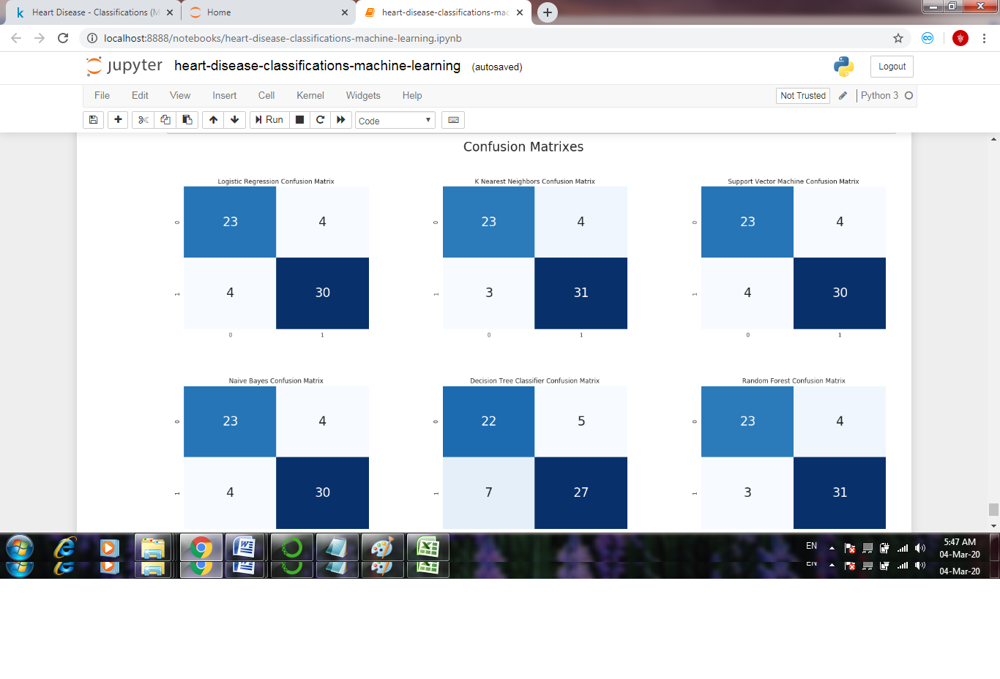 Heart Disease - Classifications (M
Home
heart-disease-classifications-mac
localhost:8888/notebooks/heart-disease-classifications-machine-learning.ipynb
jupyter heart-disease-classifications-machine-learning (autosaved)
Logout
File Edit View Insert Cell Kernel Widgets Help
Not Trusted
Python 3
Run
Code
Confusion Matrixes
Logistic Regression Confusion Matrix
K Nearest Neighbors Confusion Matrix
Support Vector Machine Confusion Matrix
0 23 4
0 23 4
0 23 4
1 4 30
1 3 31
1 4 30
0 1
0 1
0 1
Naive Bayes Confusion Matrix
Decision Tree Classifier Confusion Matrix
Random Forest Confusion Matrix
0 23 4
0 22 5
0 23 4
1 4 30
1 7 27
1 3 31
EN
5:47 AM
04-Mar-20
EN
04-Mar-20